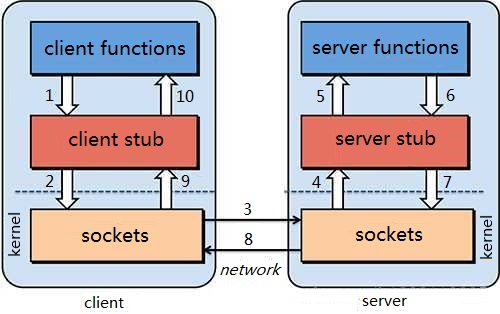 client functions
server functions
1
10
5
6
client stub
server stub
2
9
4
7
kernel
sockets
3
8
network
sockets
kernel
client
server